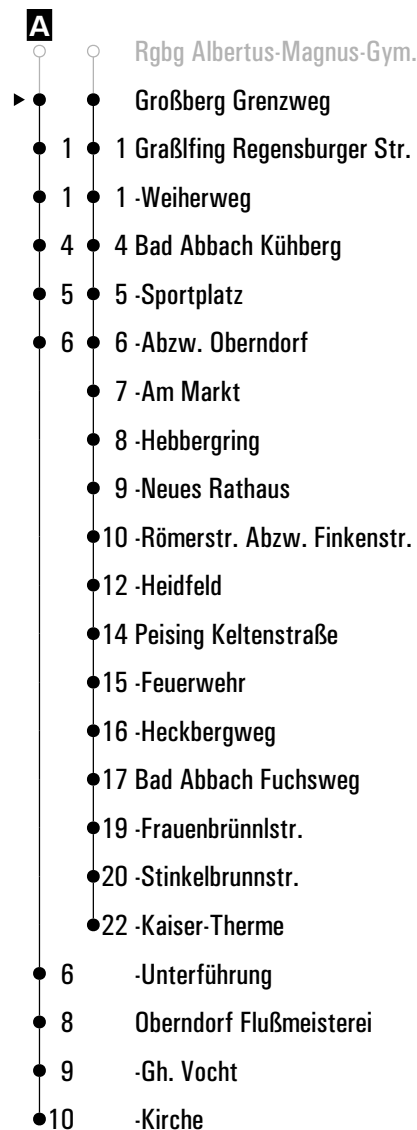 A
Rgbg Albertus-Magnus-Gym.
Großberg Grenzweg
1 1 Graßlfing Regensburger Str.
1 1 -Weiherweg
4 4 Bad Abbach Kühberg
5 5 -Sportplatz
6 6 -Abzw. Oberndorf
7 -Am Markt
8 -Hebbergring
9 -Neues Rathaus
10 -Römerstr. Abzw. Finkenstr.
12 -Heidfeld
14 Peising Keltenstraße
15 -Feuerwehr
16 -Heckbergweg
17 Bad Abbach Fuchsweg
19 -Frauenbrünnlstr.
20 -Stinkelbrunnstr.
22 -Kaiser-Therme
6 -Unterführung
8 Oberndorf Flußmeisterei
9 -Gh. Vocht
10 -Kirche